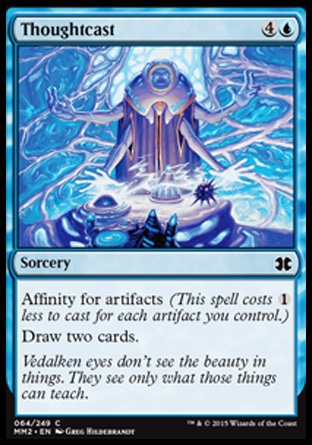 Thoughtcast 4
Sorcery
Affinity for artifacts (This spell costs 1
less to cast for each artifact you control.)
Draw two cards.
Vedalken eyes don't see the beauty in
things. They see only what those things
can teach.
064/249 C
MM2 • EN Greg Hildebrandt ™ & © 2015 Wizards of the Coast